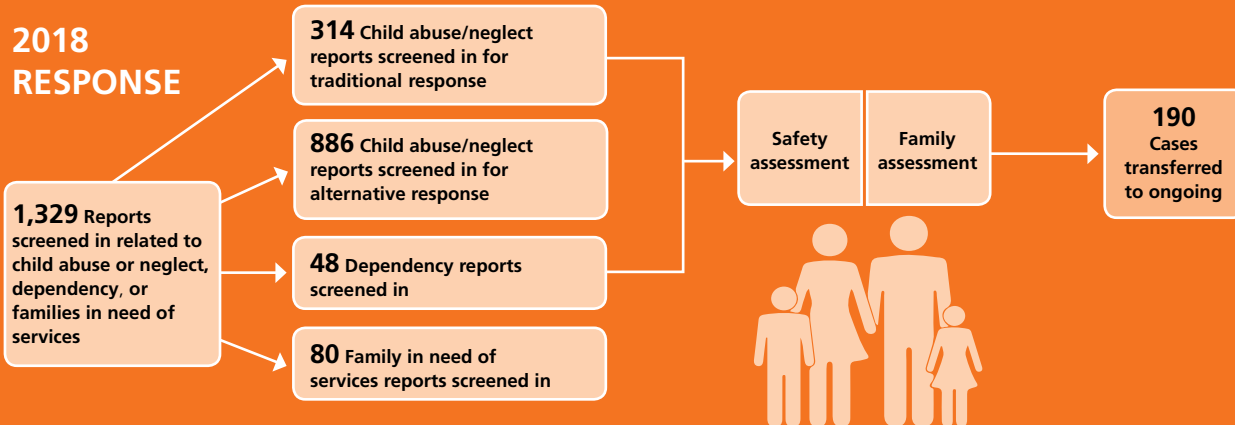 2018
RESPONSE
1,329 Reports
screened in related to
child abuse or neglect,
dependency, or
families in need of
services
314 Child abuse/neglect
reports screened in for
traditional response
886 Child abuse/neglect
reports screened in for
alternative response
48 Dependency reports
screened in
80 Family in need of
services reports screened in
Safety
assessment
Family
assessment
190
Cases
transferred
to ongoing